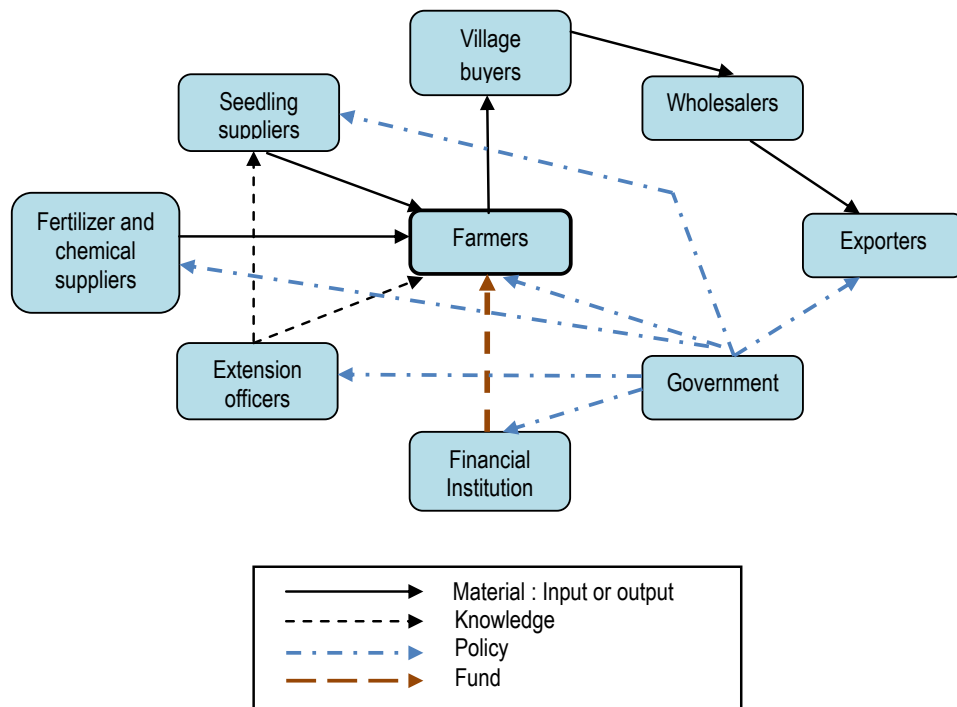 Village
buyers
Seedling
suppliers
Wholesalers
Fertilizer and
chemical
suppliers
Farmers
Exporters
Extension
officers
Government
Financial
Institution
Material : Input or output
Knowledge
Policy
Fund